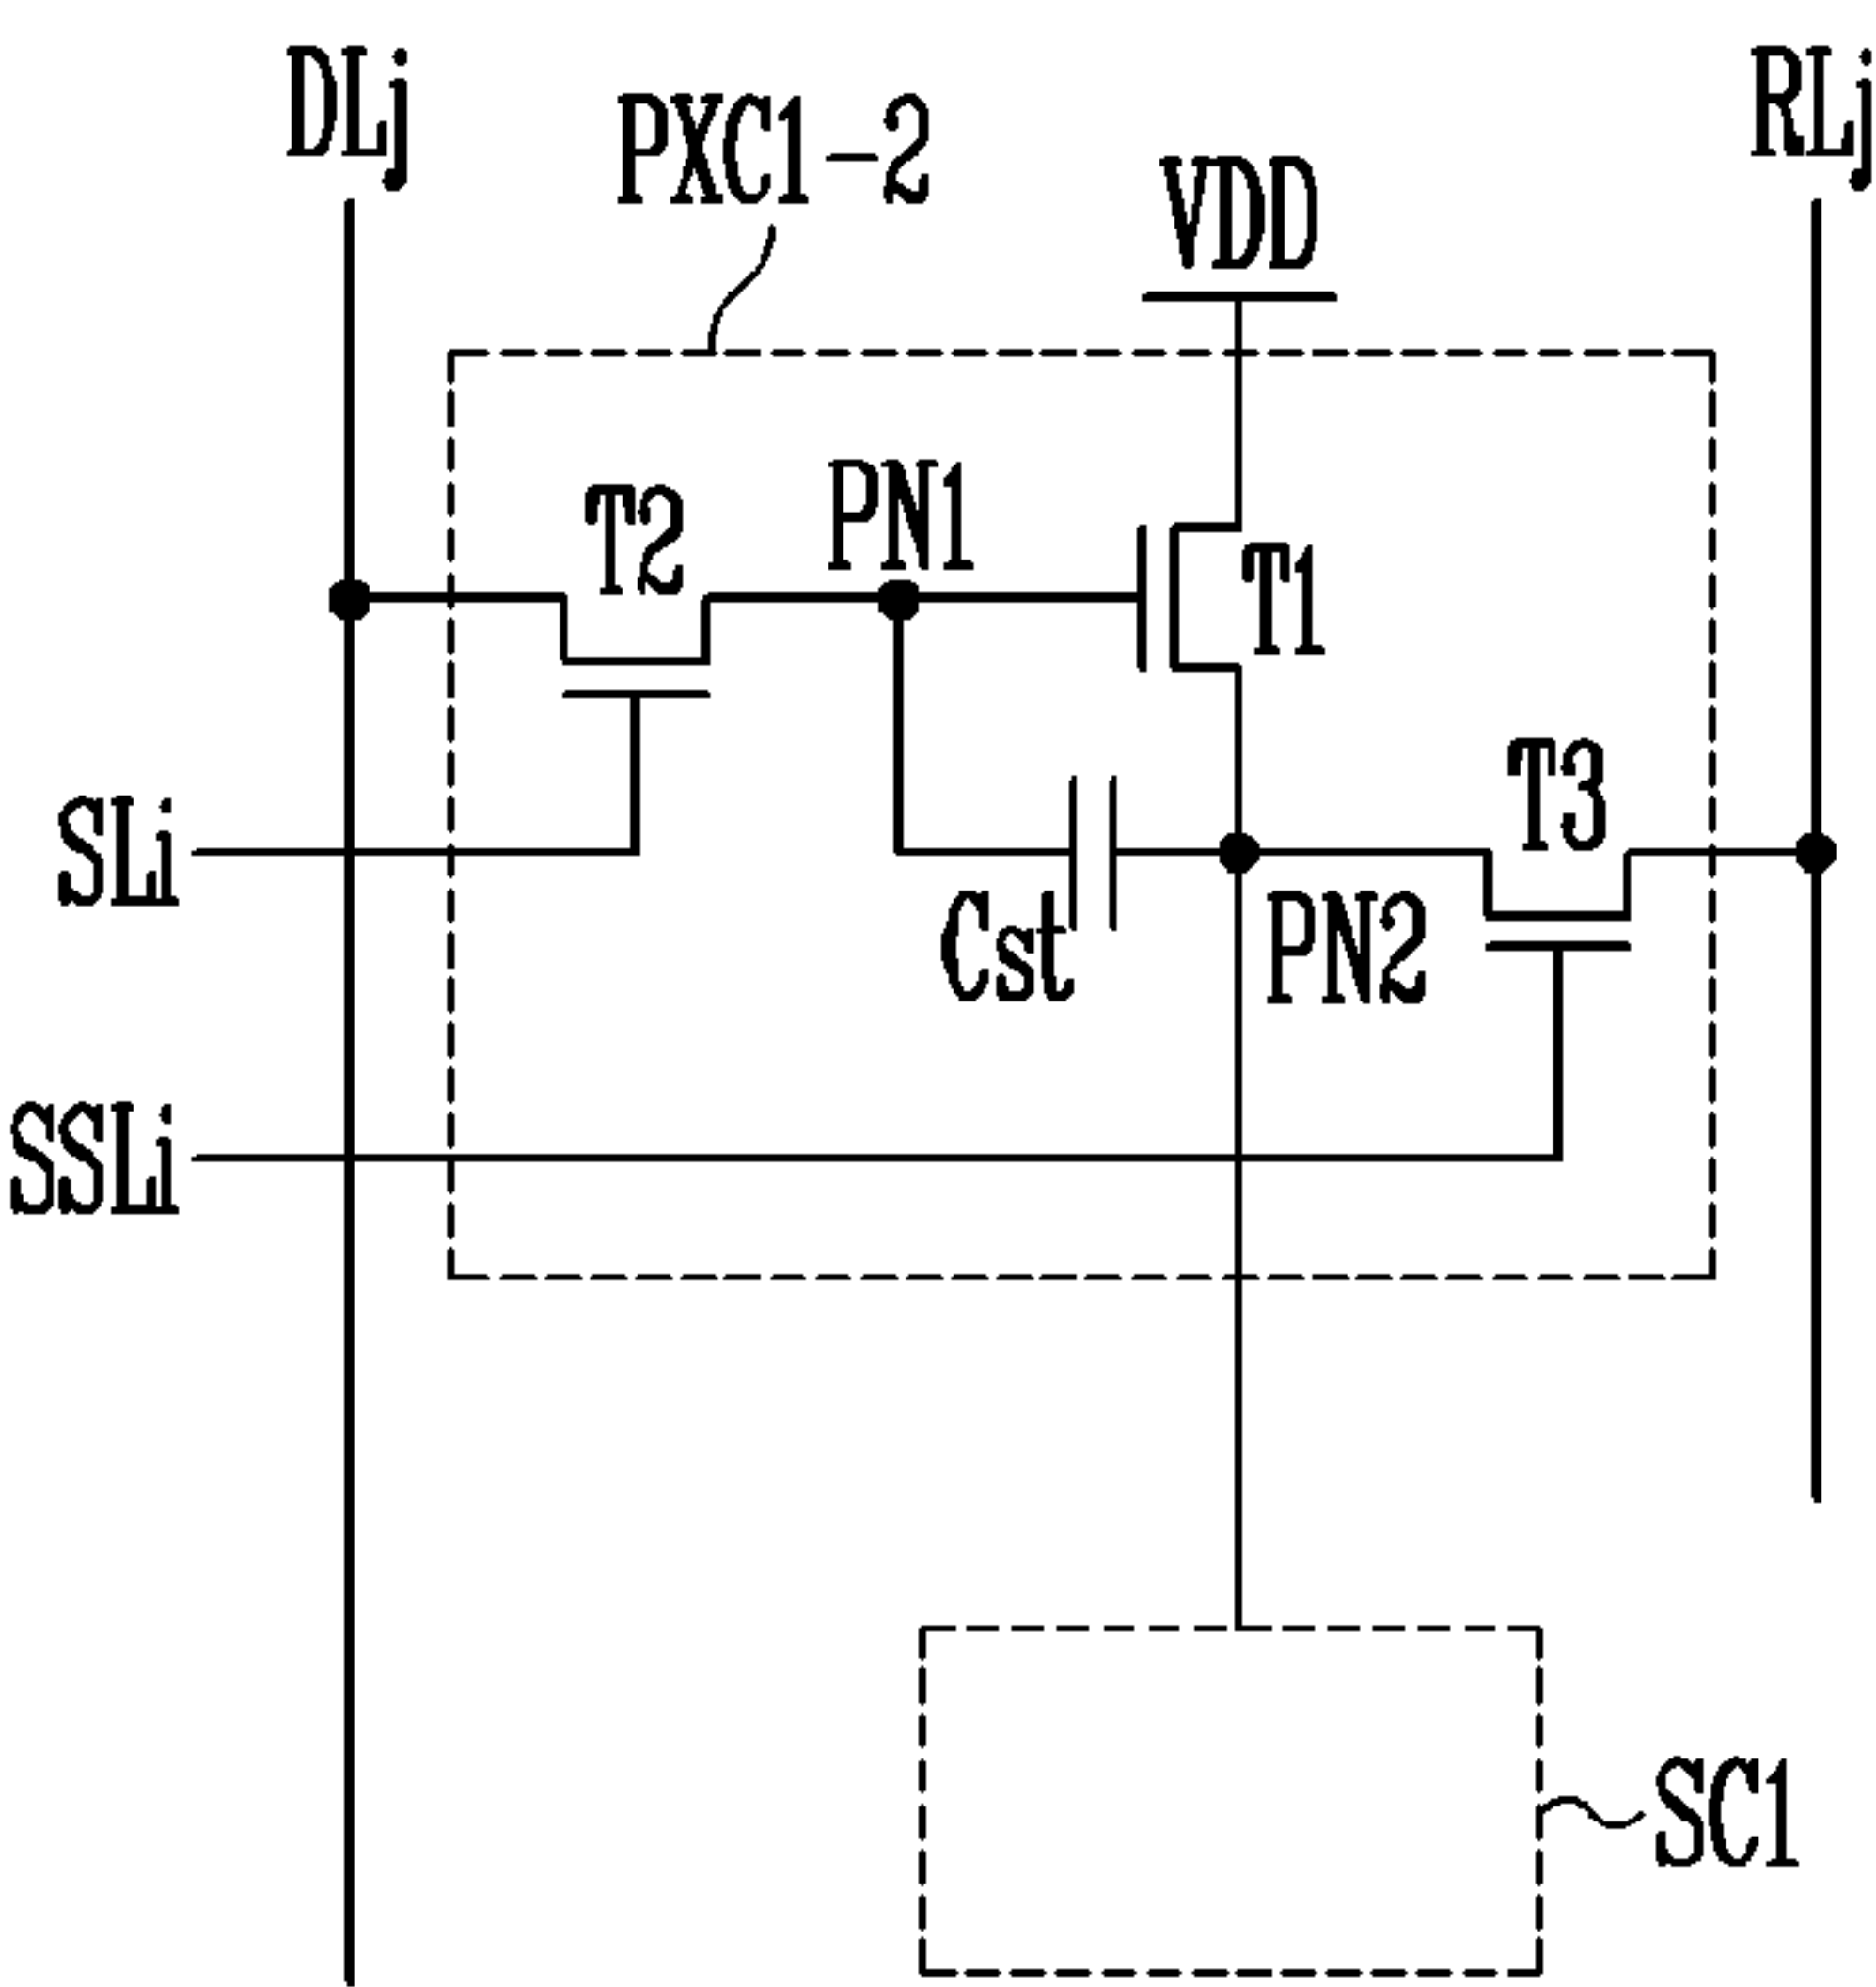 DLj
RLj
PXC1-2
VDD
PN1
T2
T1
T3
SLi
Cst
PN2
SSLi
SC1